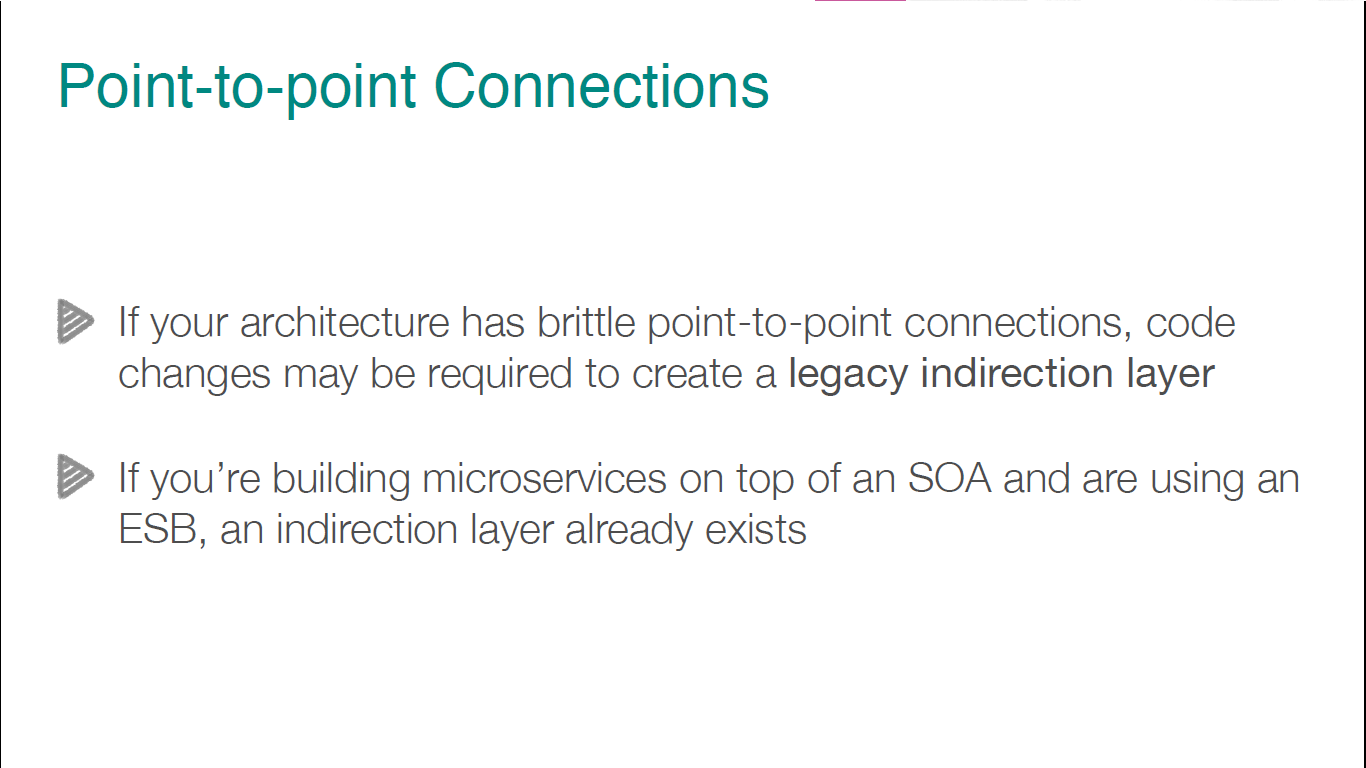 Point-to-point Connections
If your architecture has brittle point-to-point connections, code
changes may be required to create a legacy indirection layer
If you’re building microservices on top of an SOA and are using an
ESB, an indirection layer already exists